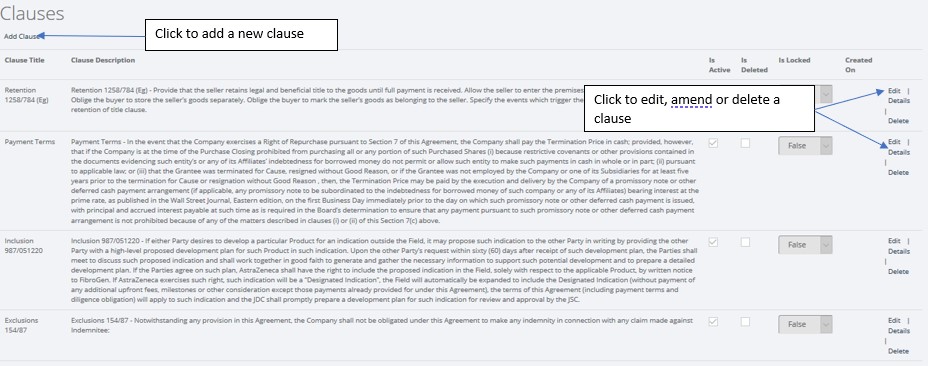 Clauses
Add Clause
Click to add a new clause
Clause Title Clause Description Is Active Is Deleted Is Locked Created On
Retention 1258/784 (Eg)
Retention 1258/784 (Eg) - Provide that the seller retains legal and beneficial title to the goods until full payment is received. Allow the seller to enter the premises
Oblige the buyer to store the seller's goods separately. Oblige the buyer to mark the seller's goods as belonging to the seller. Specify the events which trigger the
retention of title clause.
Edit |
Details
|
Delete
Click to edit, amend or delete a
clause
Payment Terms
Payment Terms - In the event that the Company exercises a Right of Repurchase pursuant to Section 7 of this Agreement, the Company shall pay the Termination Price in cash; provided, however,
that if the Company is at the time of the Purchase Closing prohibited from purchasing all or any portion of such Purchased Shares (i) because restrictive covenants or other provisions contained in
the documents evidencing such entity's or any of its Affiliates' indebtedness for borrowed money do not permit or allow such entity to make such payments in cash in whole or in part; (ii) pursuant
to applicable law; or (iii) that the Grantee was terminated for Cause, resigned without Good Reason, or if the Grantee was not employed by the Company or one of its Subsidiaries for at least five
years prior to the termination for Cause or resignation without Good Reason , then, the Termination Price may be paid by the execution and delivery by the Company of a promissory note or other
deferred cash payment arrangement (if applicable, any promissory note to be subordinated to the indebtedness for borrowed money of such company or any of its Affiliates) bearing interest at the
prime rate, as published in the Wall Street Journal, Eastern edition, on the first Business Day immediately prior to the day on which such promissory note or other deferred cash payment is issued,
with principal and accrued interest payable at such time as is required in the Board's determination to ensure that any payment pursuant to such promissory note or other deferred cash payment
arrangement is not prohibited because of any of the matters described in clauses (i) or (ii) of this Section 7(c) above.
False
Edit |
Details
|
Delete
Inclusion
987/051220
Inclusion 987/051220 - If either Party desires to develop a particular Product for an indication outside the Field, it may propose such indication to the other Party in writing by providing the other
Party with a high-level proposed development plan for such Product in such indication. Upon the other Party's request within sixty (60) days after receipt of such development plan, the Parties shall
meet to discuss such proposed indication and shall work together in good faith to generate and gather the necessary information to support such potential development and to prepare a detailed
development plan. If the Parties agree on such plan, AstraZeneca shall have the right to include the proposed indication in the Field, solely with respect to the applicable Product, by written notice
to FibroGen. If AstraZeneca exercises such right, such indication will be a "Designated Indication", the Field will automatically be expanded to include the Designated Indication (without payment of
any additional upfront fees, milestones or other consideration except those payments already provided for under this Agreement), the terms of this Agreement (including payment terms and
diligence obligation) will apply to such indication and the JDC shall promptly prepare a development plan for such indication for review and approval by the JSC.
False
Edit |
Details
|
Delete
Exclusions
154/87
Exclusions 154/87 - Notwithstanding any provision in this Agreement, the Company shall not be obligated under this Agreement to make any indemnity in connection with any claim made against
Indemnitee:
False
Edit |
Details
|
Delete